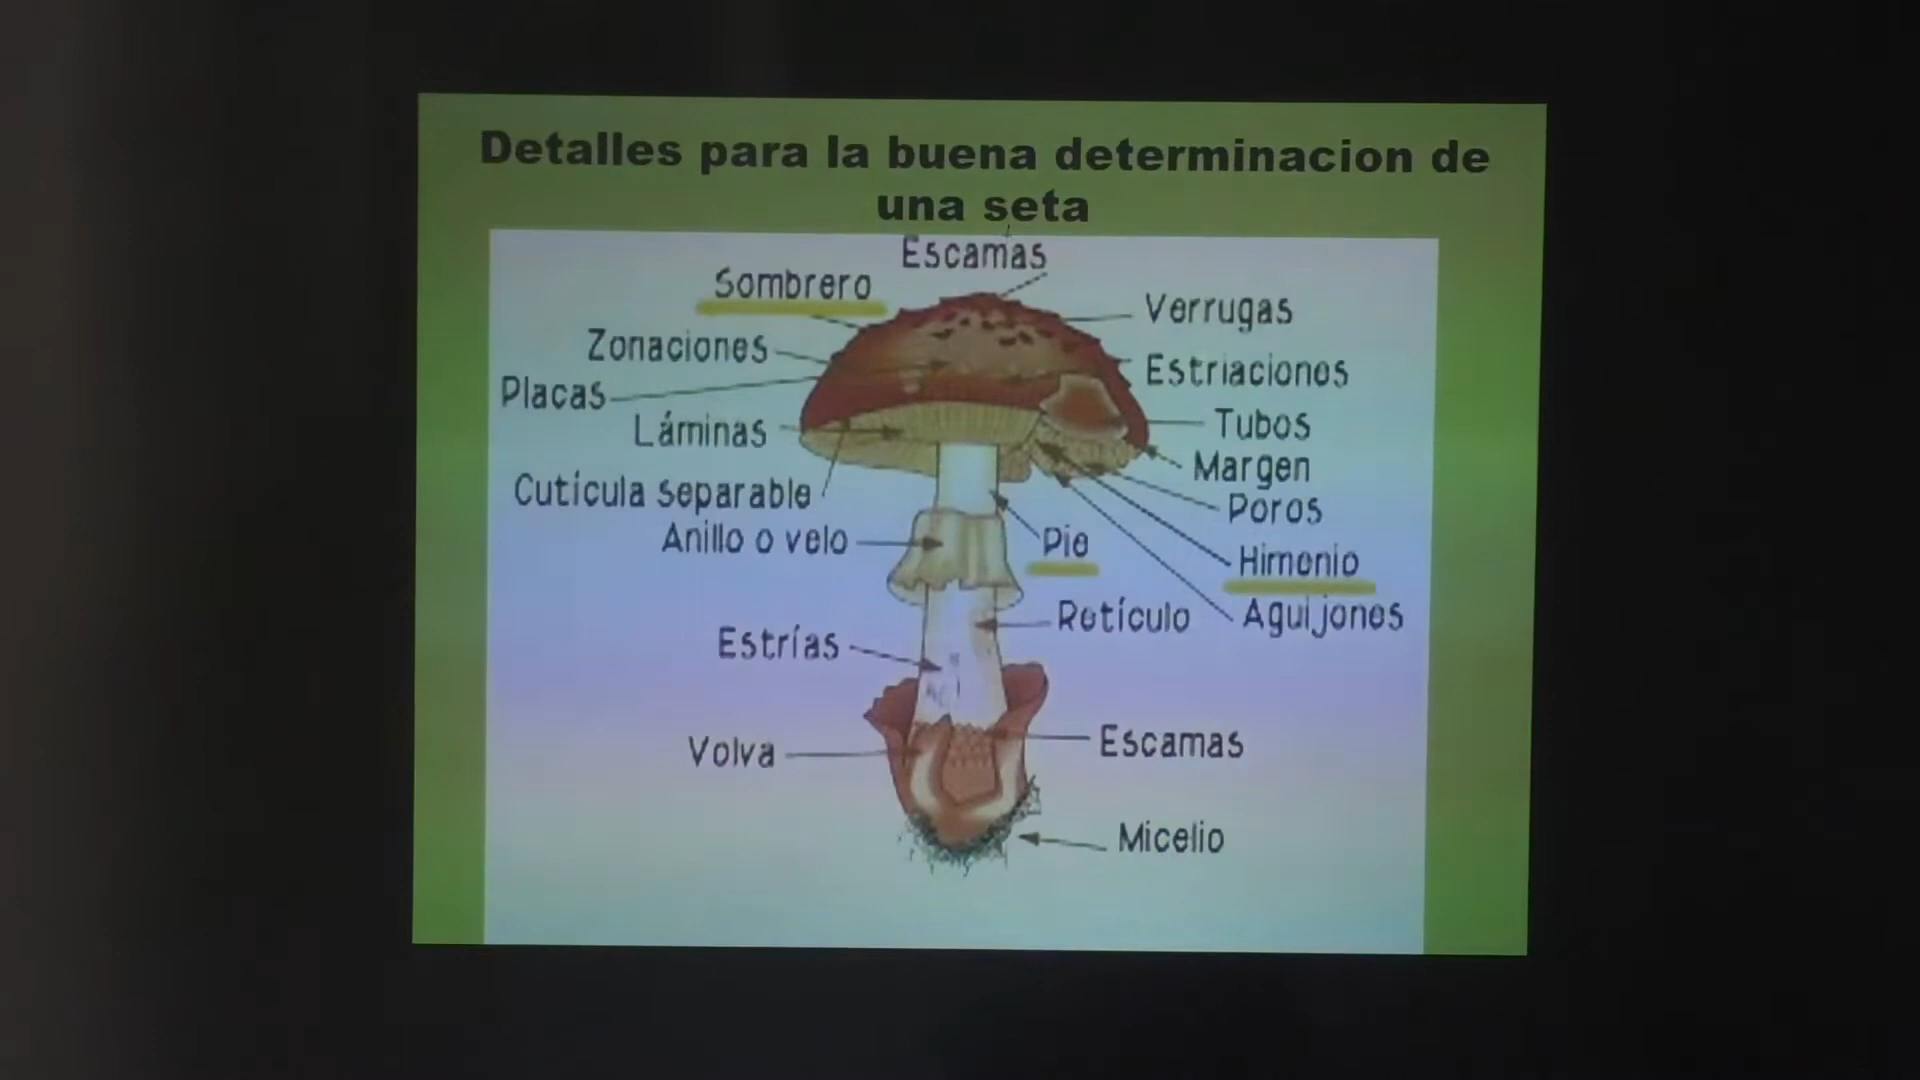 Detalles para la buena determinacion de
una seta
Escamas
Sombrero
Verrugas
Zonaciones
Estriaciones
Placas
Láminas
Tubos
Margen
Cutícula separable
Poros
Anillo o velo
Pie
Himenio
Retículo
Aguijones
Estrías
Volva
Escamas
Micelio